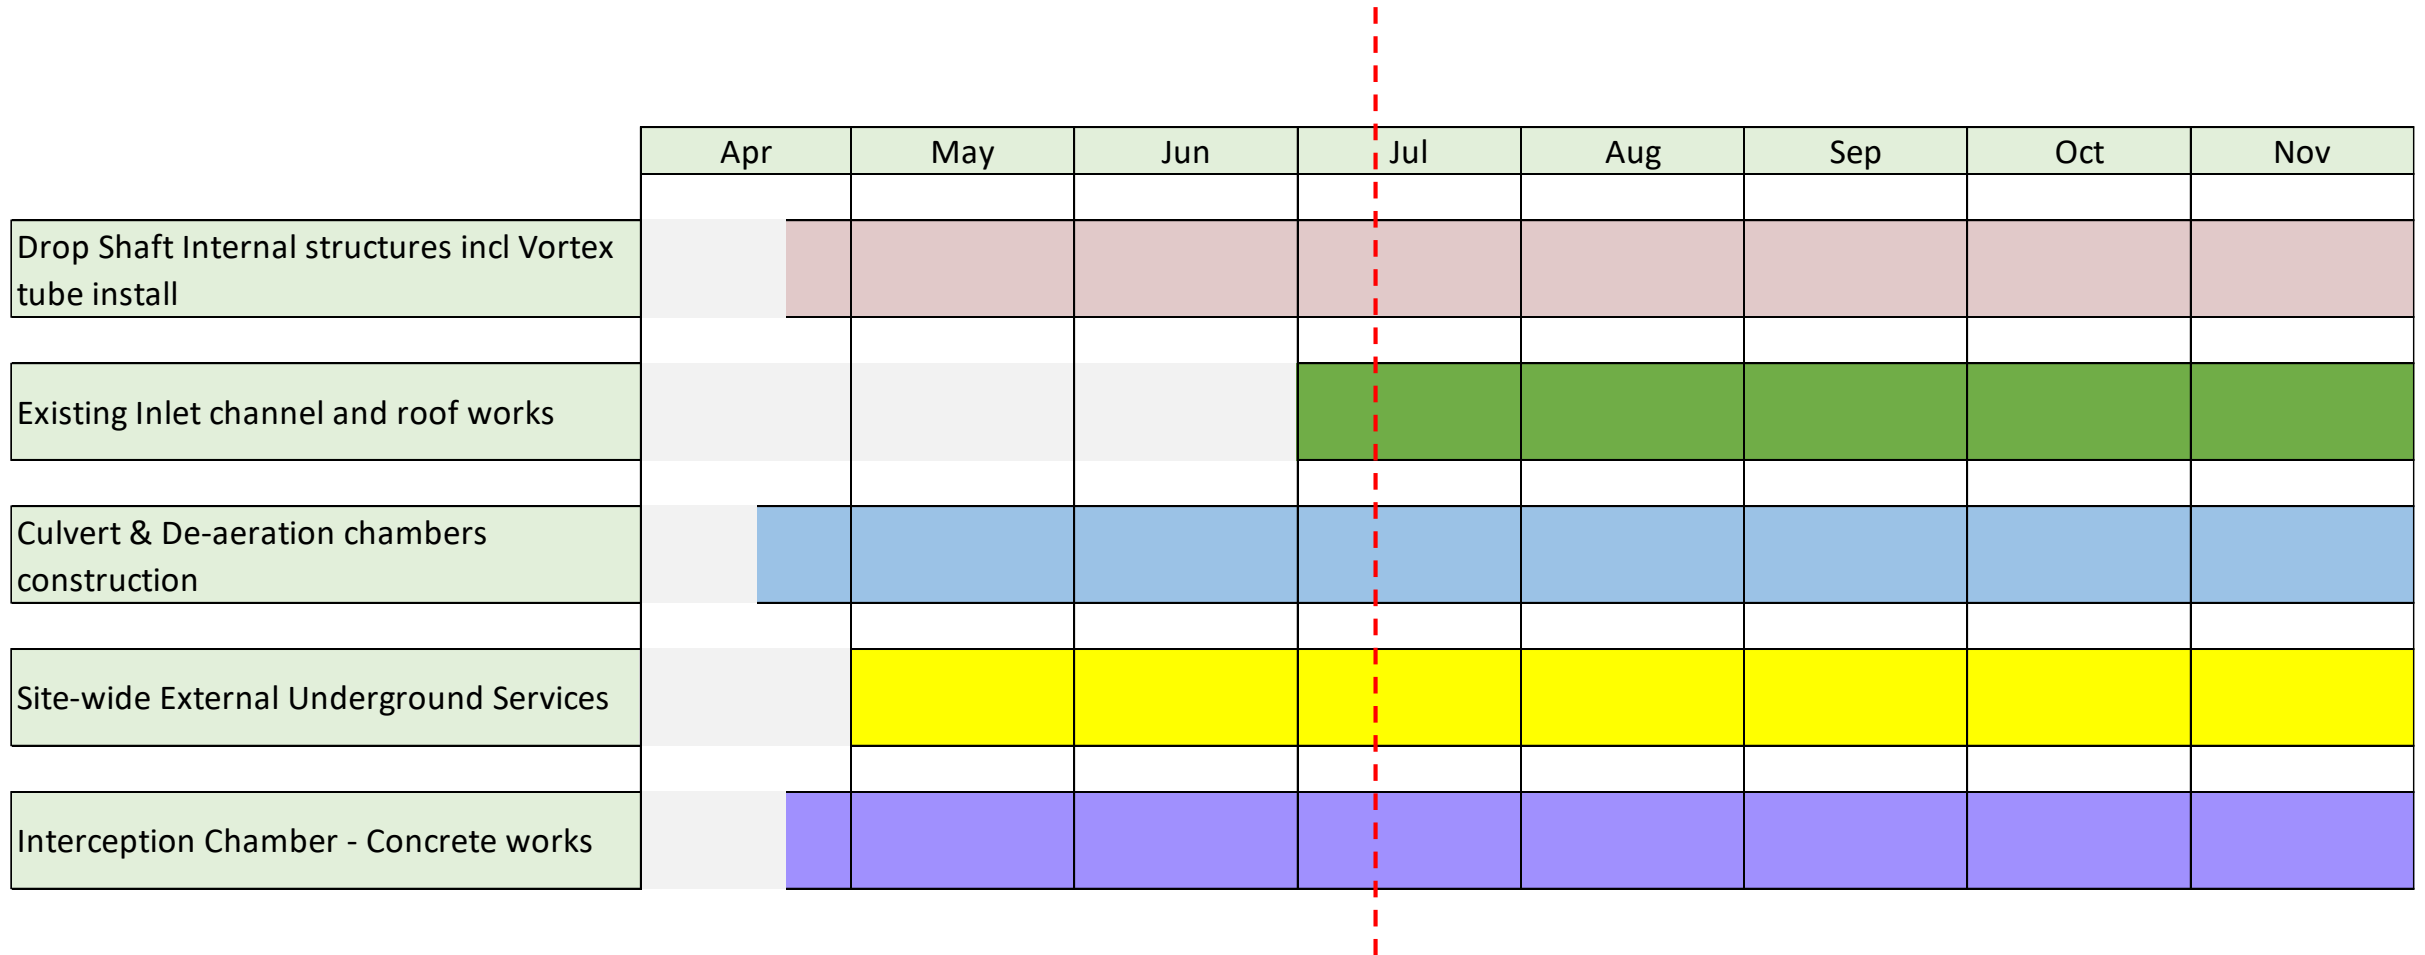 Apr May Jun Jul Aug Sep Oct Nov
Drop Shaft Internal structures incl Vortex
tube install
Existing Inlet channel and roof works
Culvert & De-aeration chambers
construction
Site-wide External Underground Services
Interception Chamber - Concrete works